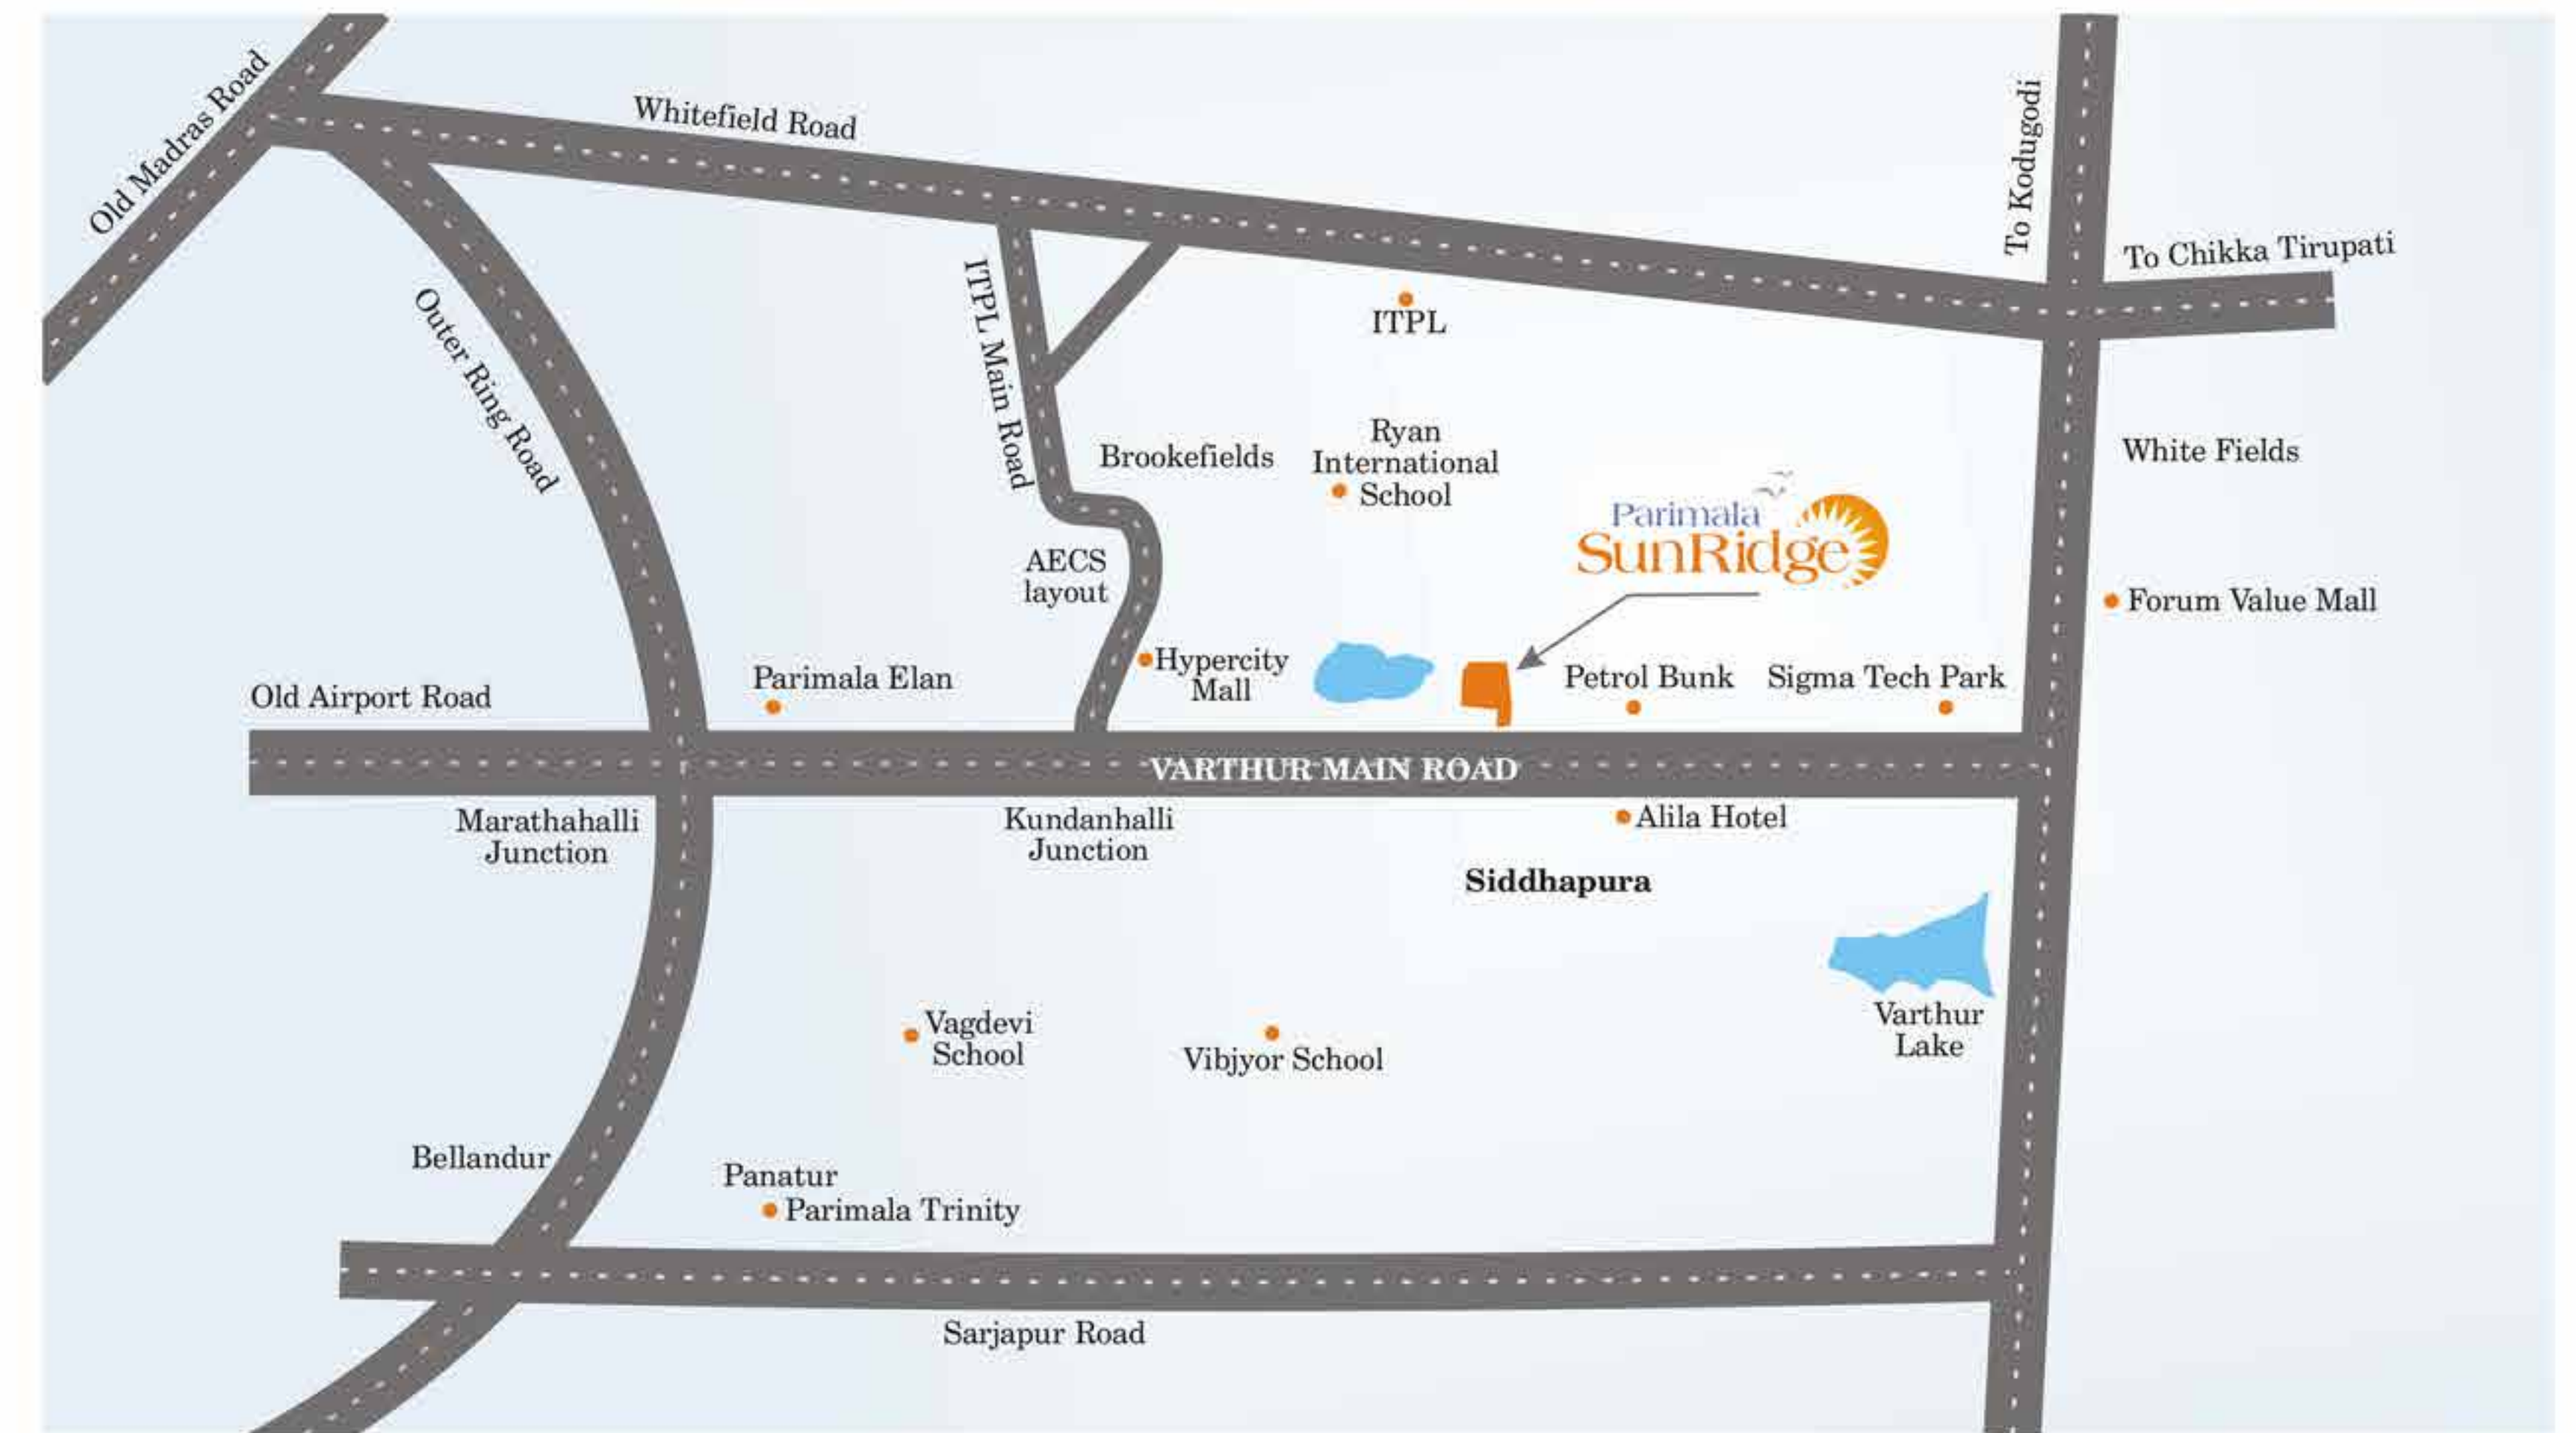 Old Madras Road
Whitefield Road
To Kodugodi
To Chikka Tirupati
Outer Ring Road
ITPL Main Road
ITPL
Brookefields
Ryan
International
School
White Fields
Parimala
SunRidge
AECS
layout
Forum Value Mall
Old Airport Road
Parimala Elan
Hypercity
Mall
Petrol Bunk
Sigma Tech Park
VARTHUR MAIN ROAD
Marathahalli
Junction
Kundanhalli
Junction
Alila Hotel
Siddhapura
Varthur
Lake
Vagdevi
School
Vibjyor School
Bellandur
Panatur
Parimala Trinity
Sarjapur Road